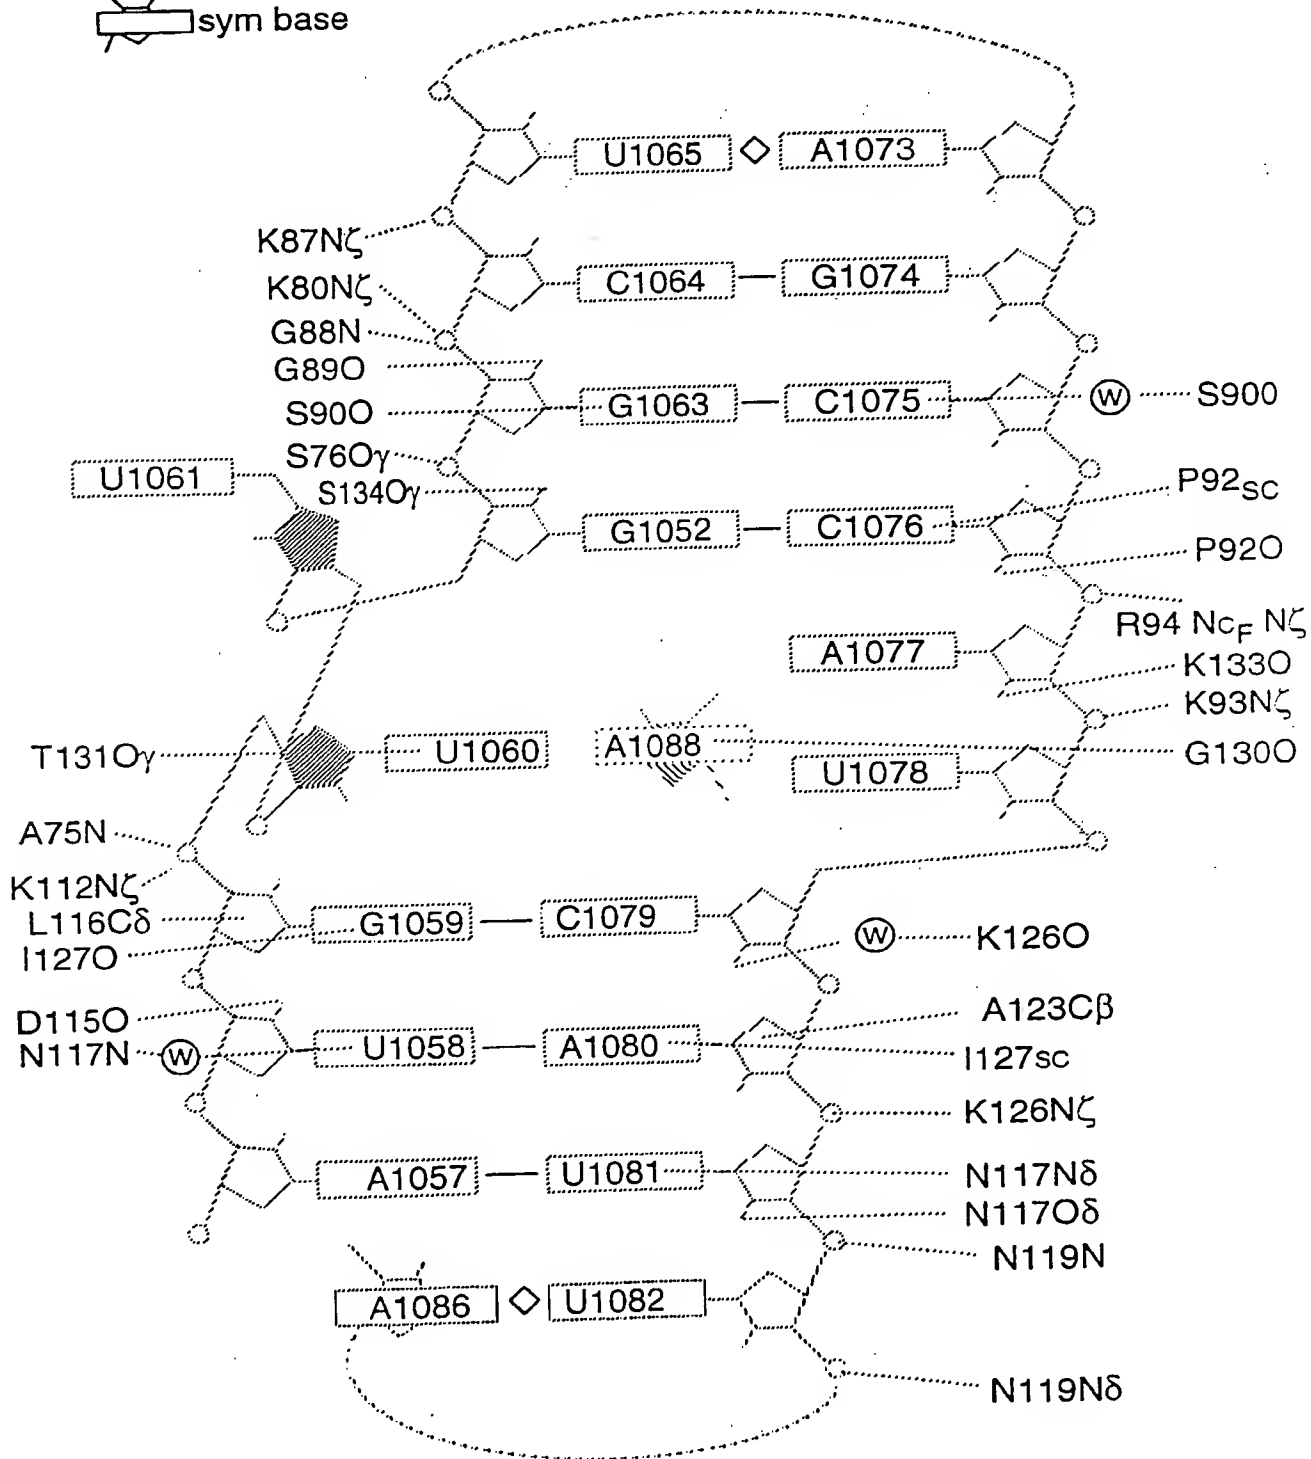 sym base
U1065 A1073
K87Nζ
K80Nζ C1064 G1074
G88N
G89O
S90O G1063 C1075 W S900
S76Oγ
U1061 S134Oγ P92sc
G1052 C1076
P92O
R94 NcF Nζ
A1077 K133O
K93Nζ
T131Oγ U1060 A1088 G130O
U1078
A75N
K112Nζ
L116Cδ G1059 C1079 W K126O
I127O
D115O A123Cβ
N117N W U1058 A1080 I127sc
K126Nζ
A1057 U1081 N117Nδ
N117Oδ
N119N
A1086 U1082
N119Nδ